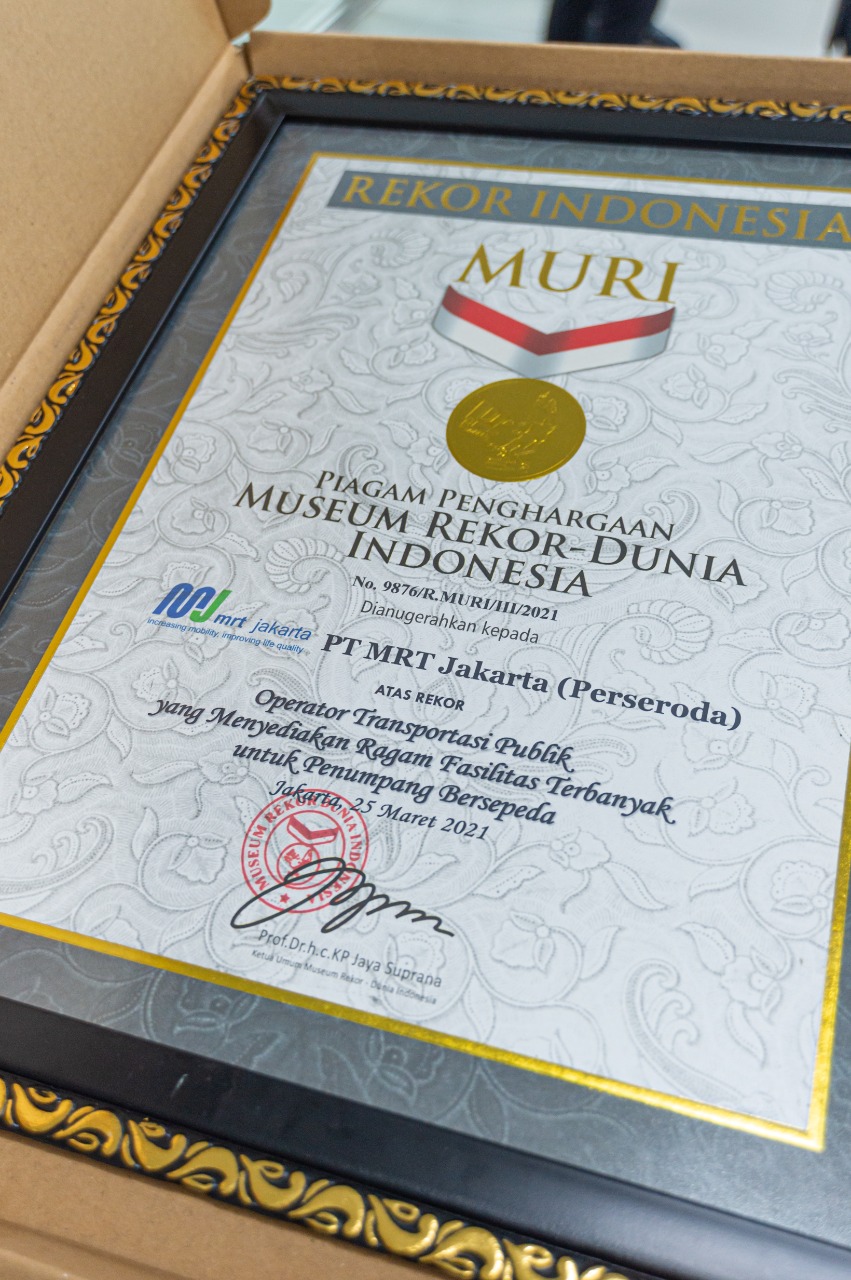 REKOR INDONESIA
MURI
PIAGAM PENGHARGAAN
MUSEUM REKOR-DUNIA
INDONESIA
No. 9876/R.MURI/III/2021
Dianugerahkan kepada
mrt jakarta
increasing mobility, improving life quality
PT MRT Jakarta (Perseroda)
ATAS REKOR
Operator Transportasi Publik
yang Menyediakan Ragam Fasilitas Terbanyak
untuk Penumpang Bersepeda
Jakarta, 25 Maret 2021
MUSEUM REKOR DUNIA INDONESIA
Prof.Dr.h.c.KP Jaya Suprana
Ketua Umum Museum Rekor - Dunia Indonesia